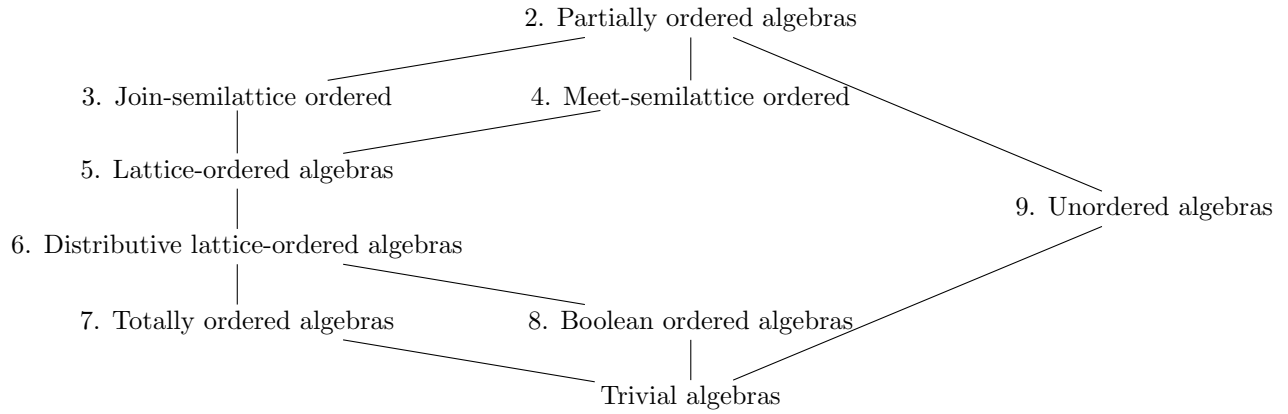 2. Partially ordered algebras
3. Join-semilattice ordered
4. Meet-semilattice ordered
5. Lattice-ordered algebras
9. Unordered algebras
6. Distributive lattice-ordered algebras
7. Totally ordered algebras
8. Boolean ordered algebras
Trivial algebras